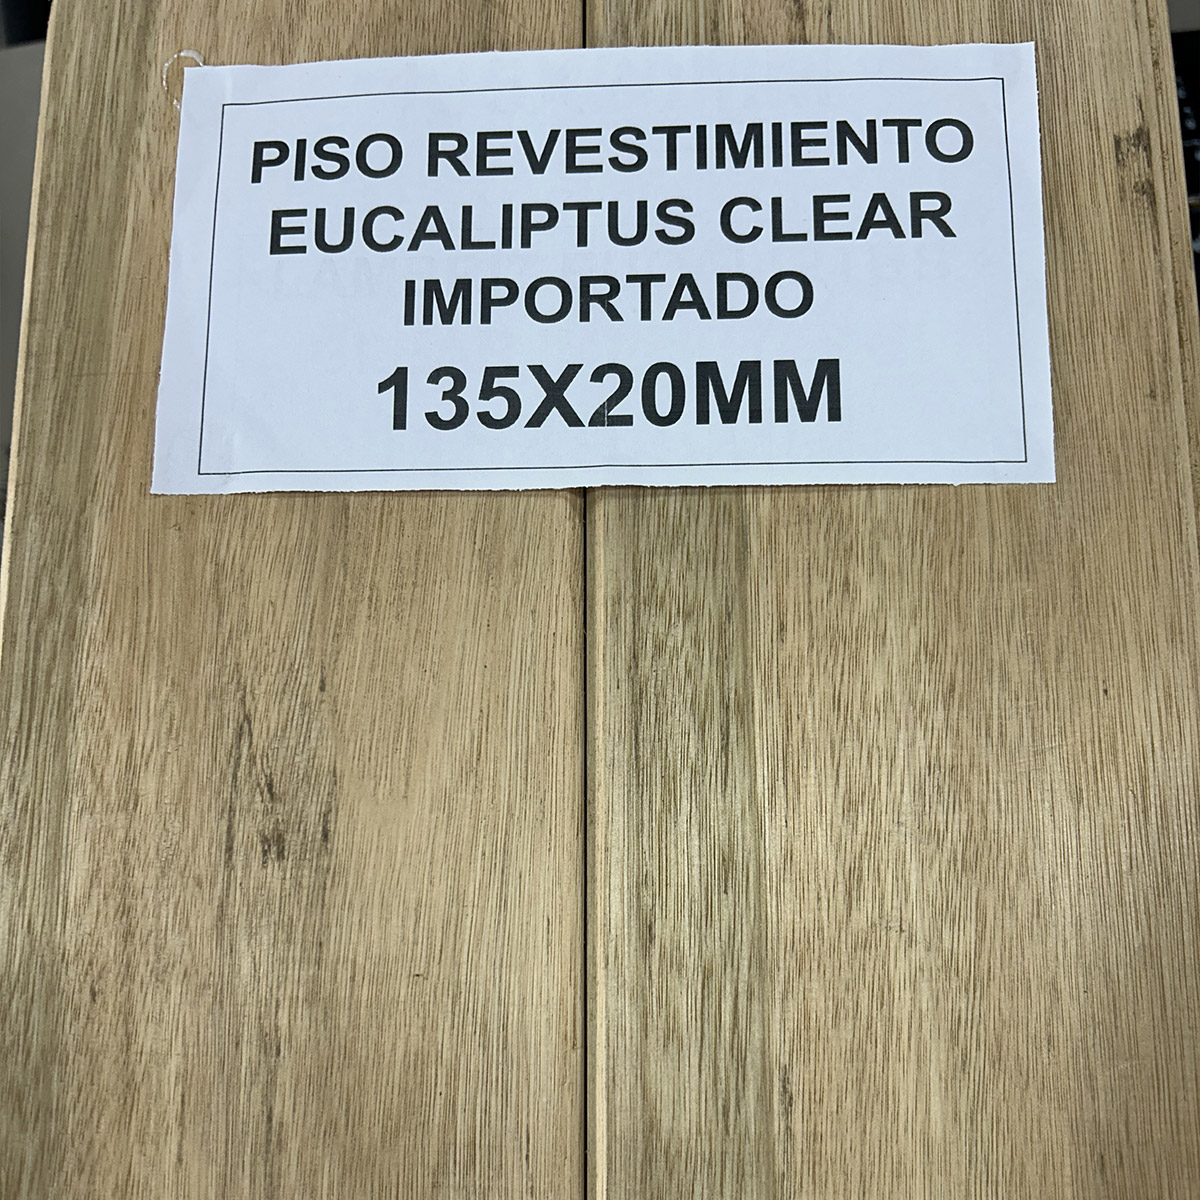 PISO REVESTIMIENTO
EUCALIPTUS CLEAR
IMPORTADO
135X20MM